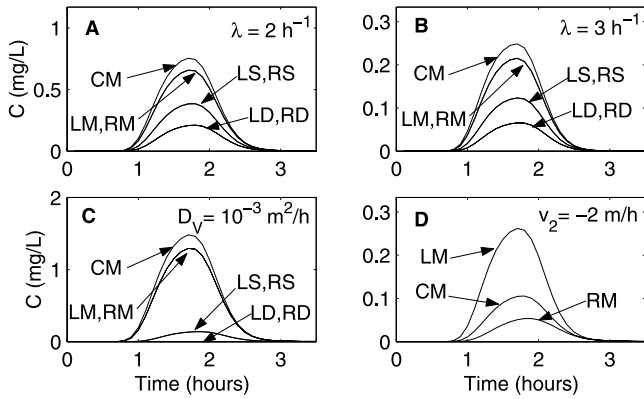 A
λ = 2 h⁻¹
C (mg/L)
1
0.5
0
CM
LS,RS
LM,RM
LD,RD
0 1 2 3
B
λ = 3 h⁻¹
0.3
0.2
0.1
0
CM
LS,RS
LM,RM
LD,RD
0 1 2 3
C
D_V = 10⁻³ m²/h
C (mg/L)
2
1
0
CM
LM,RM
LS,RS
LD,RD
0 1 2 3
Time (hours)
D
v₂ = −2 m/h
0.3
0.2
0.1
0
LM
CM
RM
0 1 2 3
Time (hours)